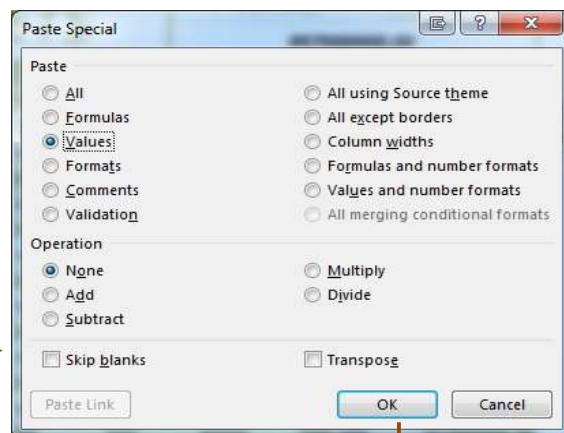 Paste Special
Paste
All
All using Source theme
Formulas
All except borders
Values
Column widths
Formats
Formulas and number formats
Comments
Values and number formats
Validation
All merging conditional formats
Operation
None
Multiply
Add
Divide
Subtract
Skip blanks
Transpose
Paste Link
OK
Cancel